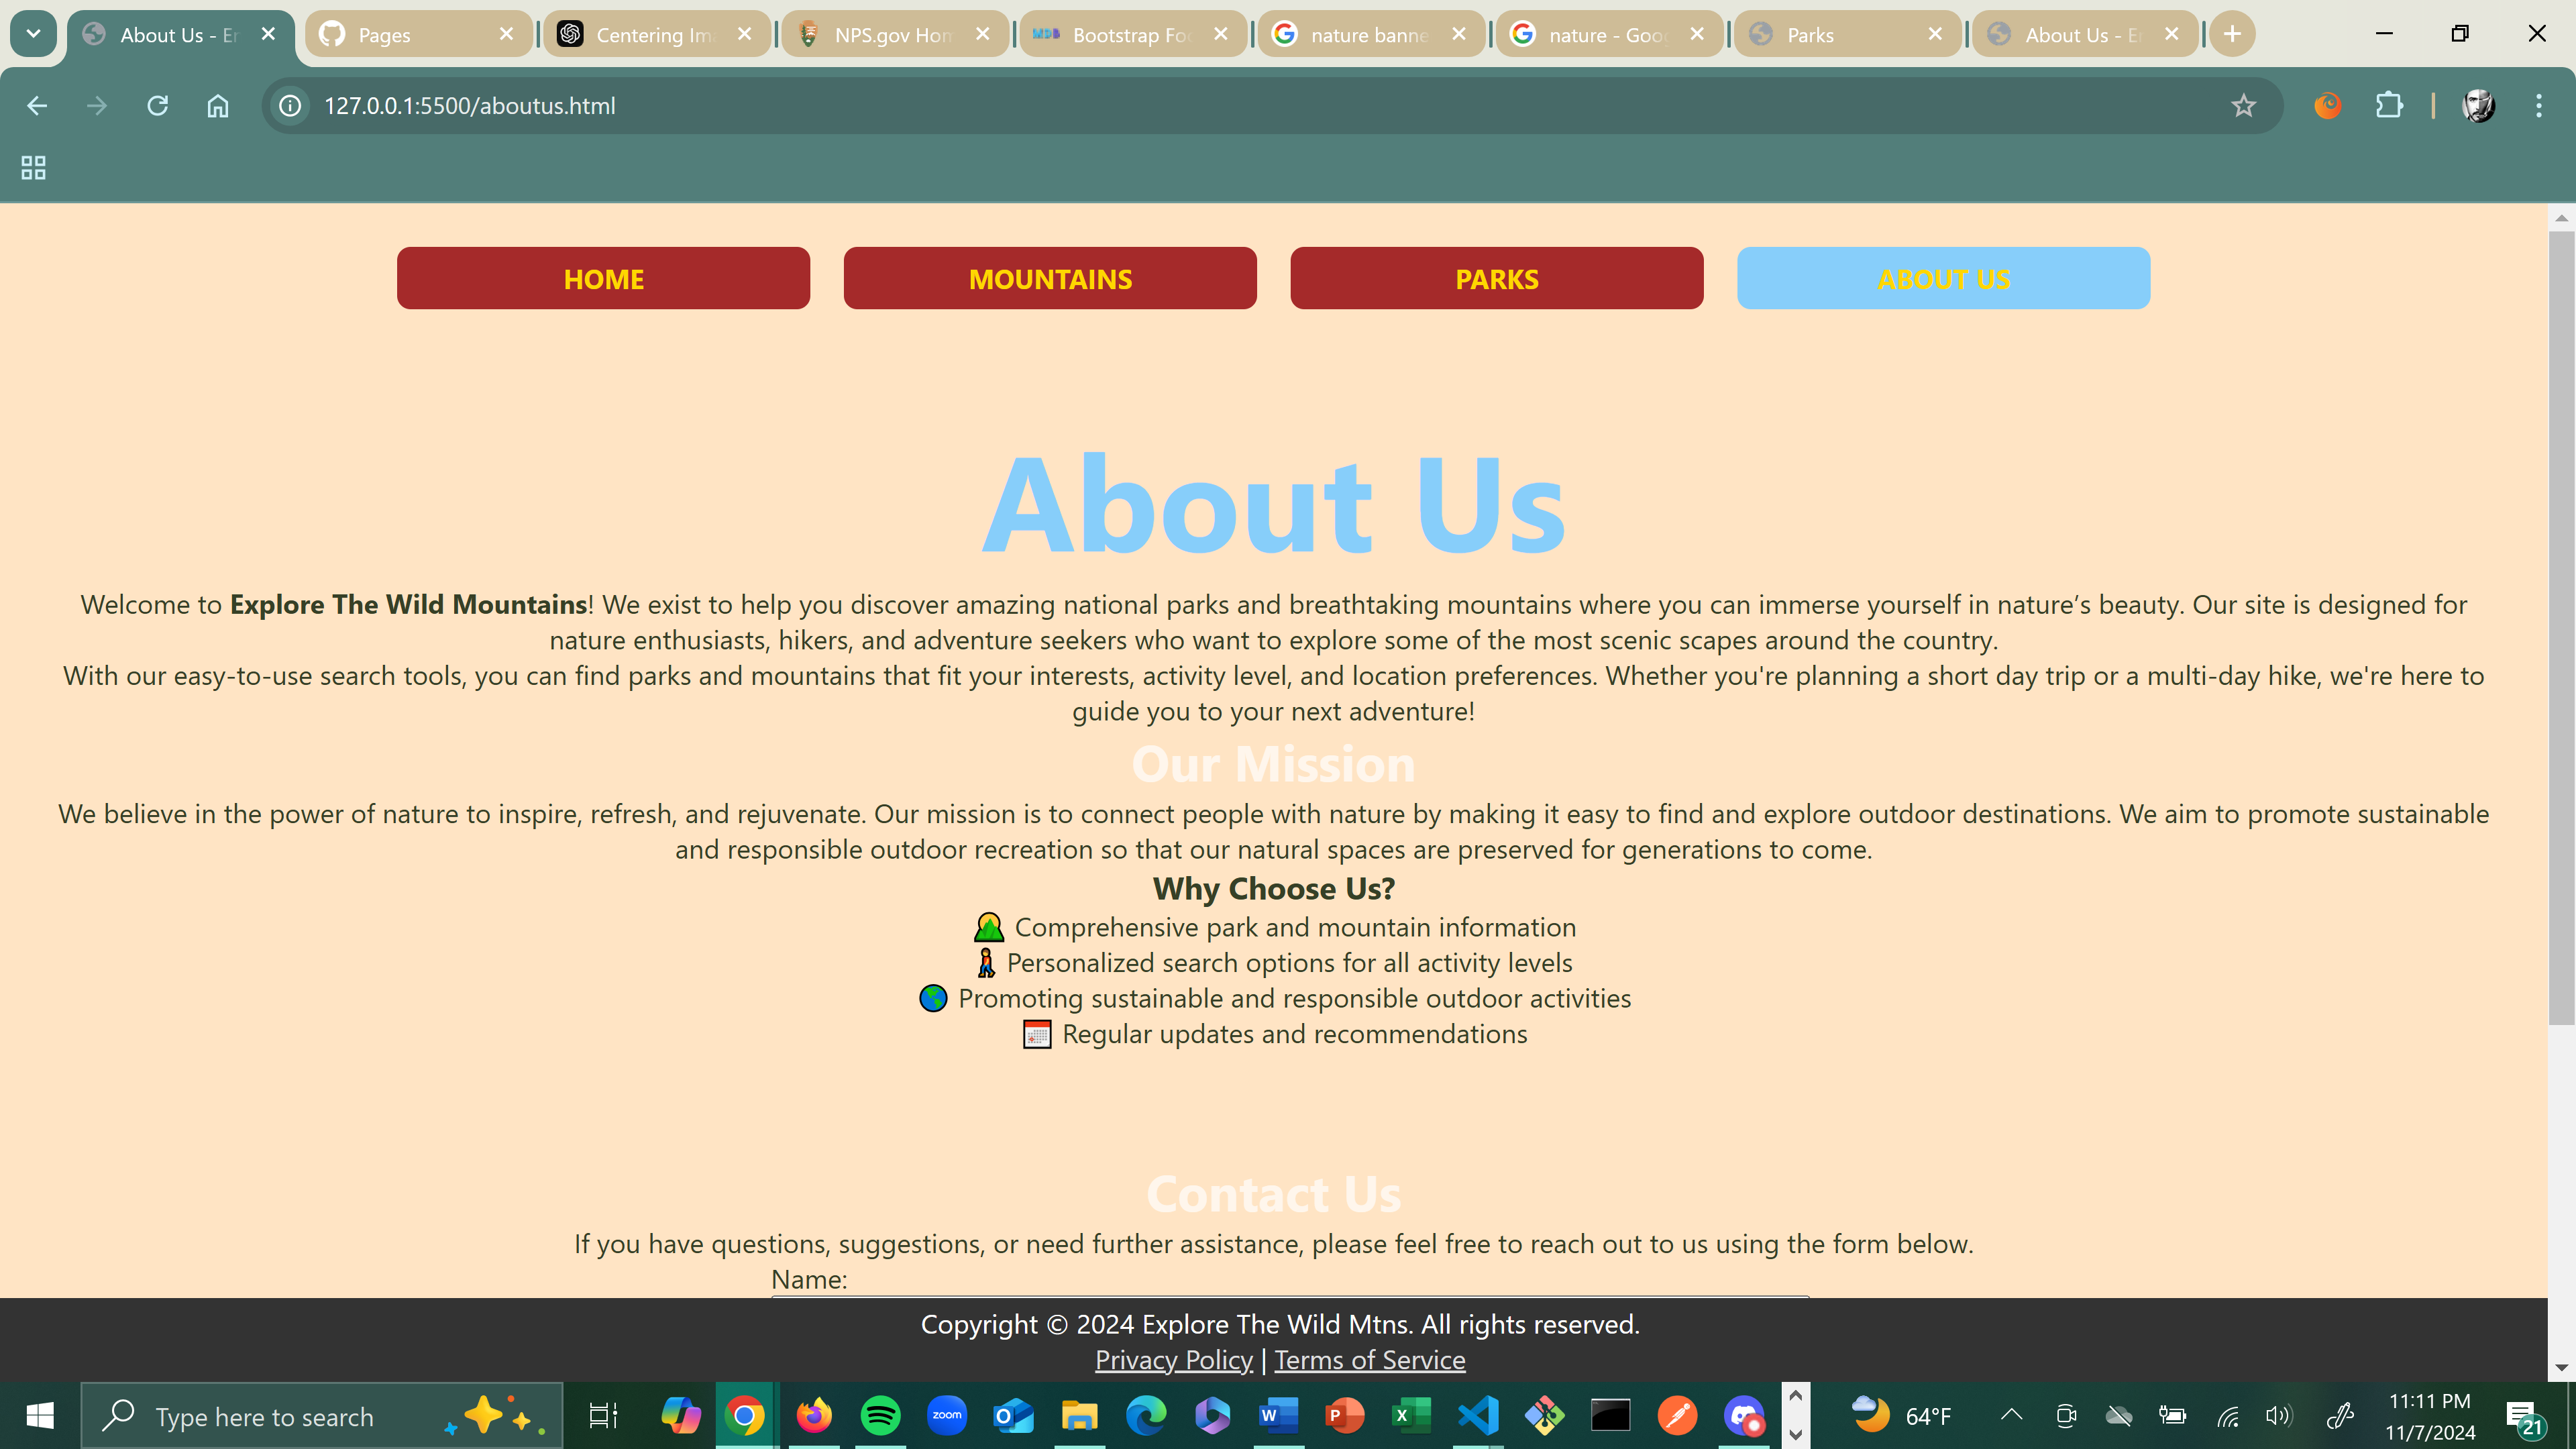 About Us - En
Pages
Centering Ima
NPS.gov Hom
Bootstrap Foo
nature banne
nature - Goog
Parks
About Us - En
127.0.0.1:5500/aboutus.html
HOME
MOUNTAINS
PARKS
ABOUT US
About Us
Welcome to Explore The Wild Mountains! We exist to help you discover amazing national parks and breathtaking mountains where you can immerse yourself in nature’s beauty. Our site is designed for
nature enthusiasts, hikers, and adventure seekers who want to explore some of the most scenic scapes around the country.
With our easy-to-use search tools, you can find parks and mountains that fit your interests, activity level, and location preferences. Whether you're planning a short day trip or a multi-day hike, we're here to
guide you to your next adventure!
Our Mission
We believe in the power of nature to inspire, refresh, and rejuvenate. Our mission is to connect people with nature by making it easy to find and explore outdoor destinations. We aim to promote sustainable
and responsible outdoor recreation so that our natural spaces are preserved for generations to come.
Why Choose Us?
Comprehensive park and mountain information
Personalized search options for all activity levels
Promoting sustainable and responsible outdoor activities
Regular updates and recommendations
Contact Us
If you have questions, suggestions, or need further assistance, please feel free to reach out to us using the form below.
Name:
Copyright © 2024 Explore The Wild Mtns. All rights reserved.
Privacy Policy | Terms of Service
Type here to search
zoom
64°F
11:11 PM
11/7/2024
21